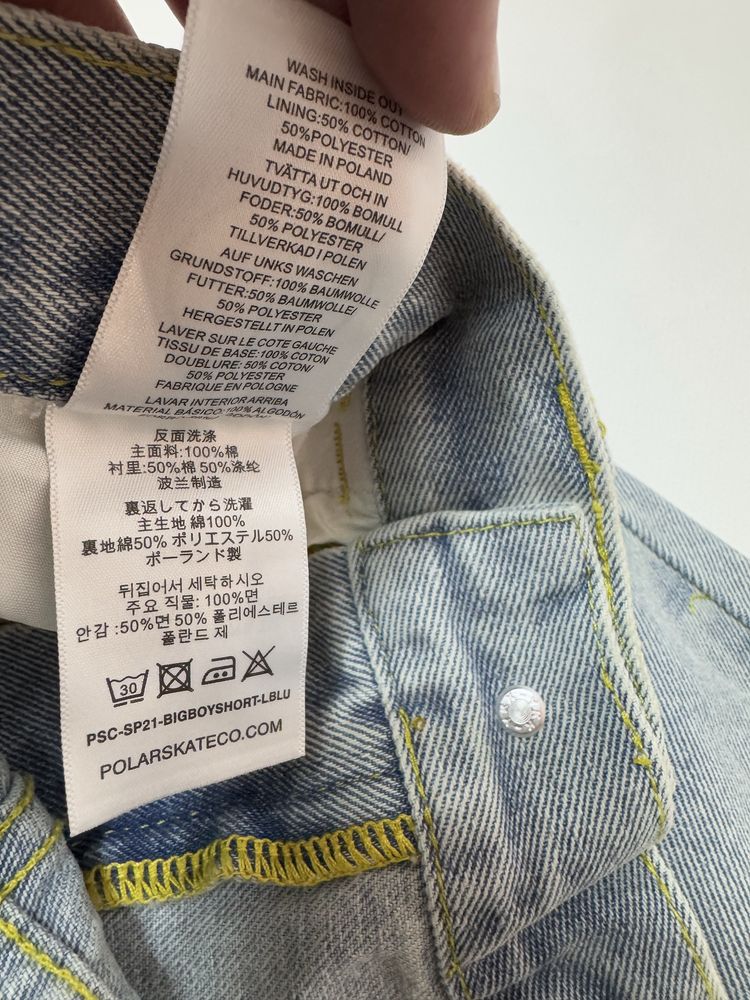 WASH INSIDE OUT
MAIN FABRIC:100% COTTON
LINING:50% COTTON/
50%POLYESTER
MADE IN POLAND
TVÄTTA UT OCH IN
HUVUDTYG:100% BOMULL
FODER:50% BOMULL/
50% POLYESTER
TILLVERKAD I POLEN
AUF UNKS WASCHEN
GRUNDSTOFF:100% BAUMWOLLE
FUTTER:50% BAUMWOLLE/
50% POLYESTER
HERGESTELLT IN POLEN
LAVER SUR LE COTE GAUCHE
TISSU DE BASE:100% COTON
DOUBLURE: 50% COTON/
50% POLYESTER
FABRIQUE EN POLOGNE
LAVAR INTERIOR ARRIBA
MATERIAL BÁSICO:100% ALGODÓN
反面洗涤
主面料:100%棉
衬里:50%棉 50%涤纶
波兰制造
裏返してから洗濯
主生地 綿100%
裏地綿50% ポリエステル50%
ポーランド製
뒤집어서 세탁하시오
주요 직물: 100%면
안감 :50%면 50% 폴리에스테르
폴란드 제
30
PSC-SP21-BIGBOYSHORT-LBLU
POLARSKATECO.COM